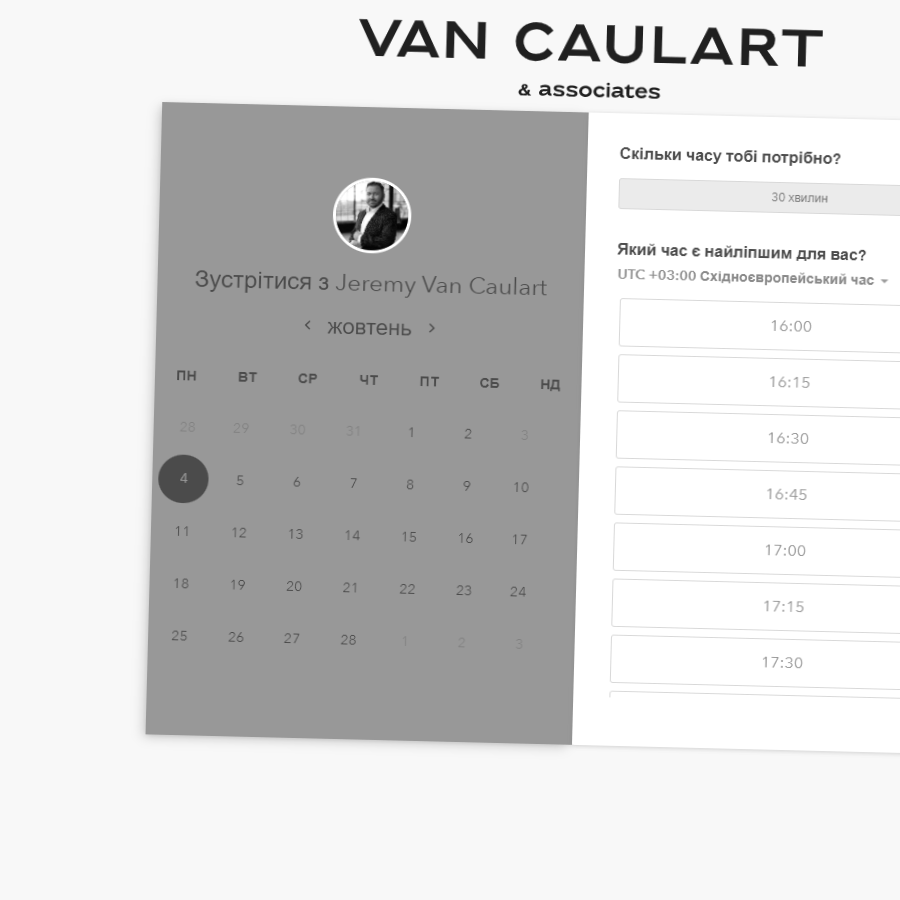 VAN CAULART
& associates
Зустрітися з Jeremy Van Caulart
жовтень
ПН ВТ СР ЧТ ПТ СБ НД
28 29 30 31 1 2 3
4 5 6 7 8 9 10
11 12 13 14 15 16 17
18 19 20 21 22 23 24
25 26 27 28 1 2 3
Скільки часу тобі потрібно?
30 хвилин
Який час є найліпшим для вас?
UTC +03:00 Східноєвропейський час
16:00
16:15
16:30
16:45
17:00
17:15
17:30